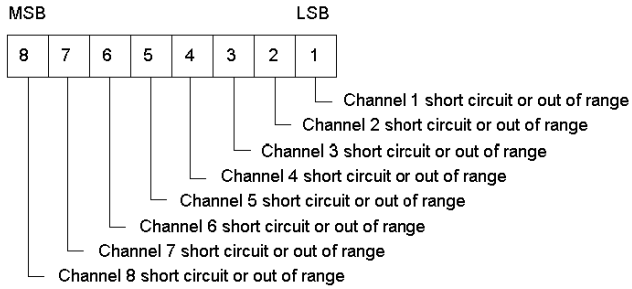 MSB LSB
8 7 6 5 4 3 2 1
Channel 1 short circuit or out of range
Channel 2 short circuit or out of range
Channel 3 short circuit or out of range
Channel 4 short circuit or out of range
Channel 5 short circuit or out of range
Channel 6 short circuit or out of range
Channel 7 short circuit or out of range
Channel 8 short circuit or out of range